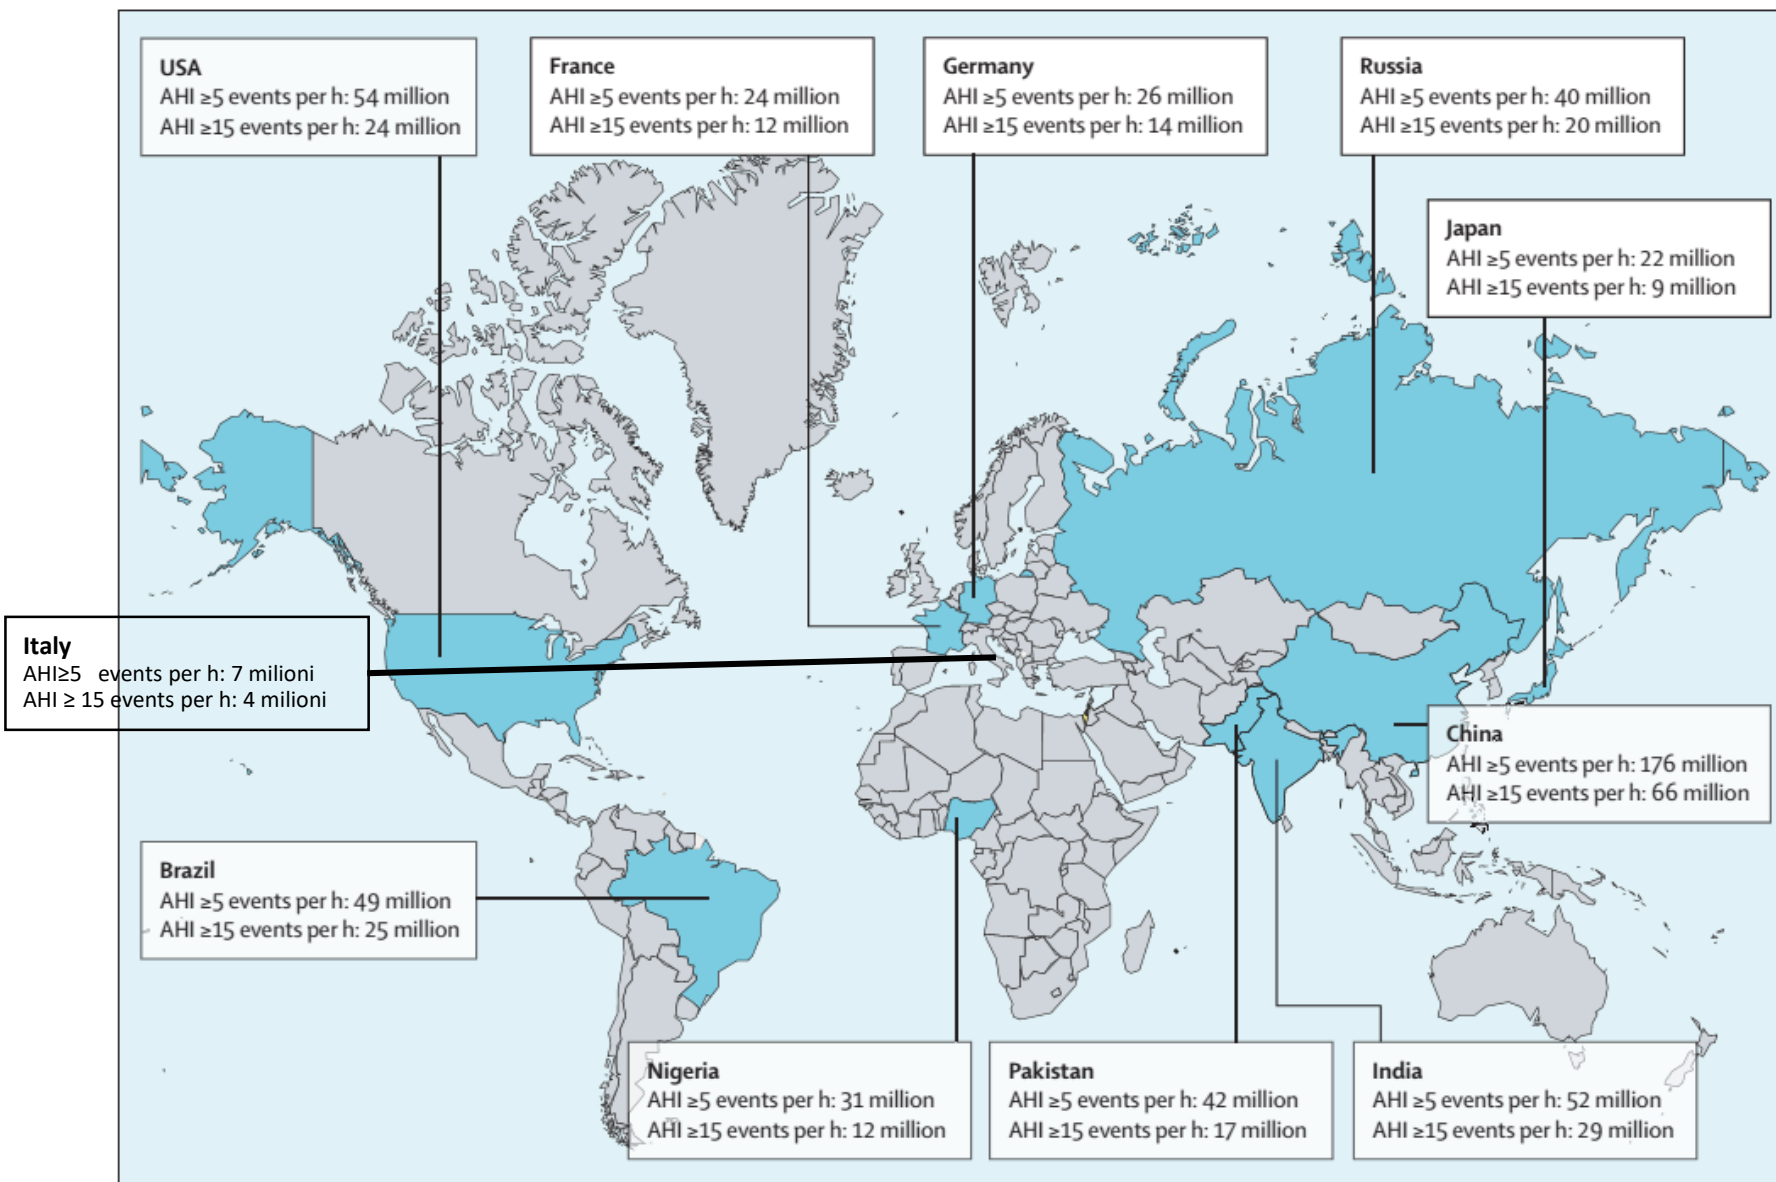 USA
AHI ≥5 events per h: 54 million
AHI ≥15 events per h: 24 million
France
AHI ≥5 events per h: 24 million
AHI ≥15 events per h: 12 million
Germany
AHI ≥5 events per h: 26 million
AHI ≥15 events per h: 14 million
Russia
AHI ≥5 events per h: 40 million
AHI ≥15 events per h: 20 million
Japan
AHI ≥5 events per h: 22 million
AHI ≥15 events per h: 9 million
Italy
AHI≥5 events per h: 7 milioni
AHI ≥ 15 events per h: 4 milioni
China
AHI ≥5 events per h: 176 million
AHI ≥15 events per h: 66 million
Brazil
AHI ≥5 events per h: 49 million
AHI ≥15 events per h: 25 million
Nigeria
AHI ≥5 events per h: 31 million
AHI ≥15 events per h: 12 million
Pakistan
AHI ≥5 events per h: 42 million
AHI ≥15 events per h: 17 million
India
AHI ≥5 events per h: 52 million
AHI ≥15 events per h: 29 million